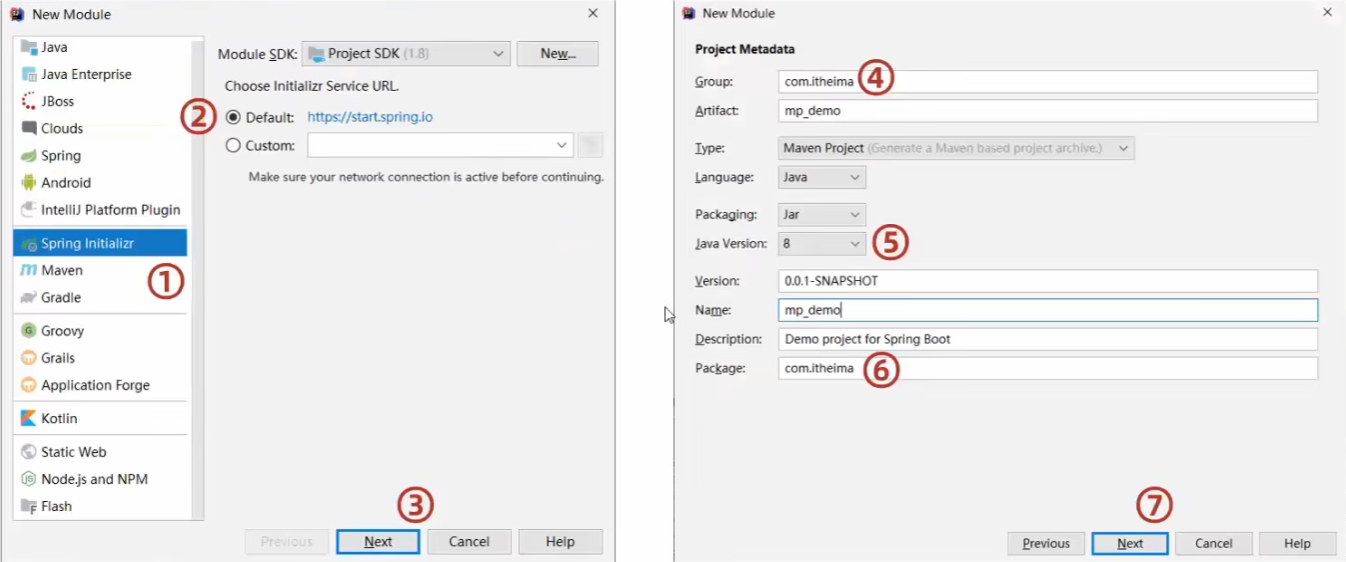 New Module
Java
Java Enterprise
JBoss
Clouds
Spring
Android
IntelliJ Platform Plugin
Spring Initializr
①
Maven
Gradle
Groovy
Grails
Application Forge
Kotlin
Static Web
Node.js and NPM
Flash
Module SDK: Project SDK (1.8) New...
Choose Initializr Service URL.
② Default: https://start.spring.io
Custom:
Make sure your network connection is active before continuing.
③
Previous Next Cancel Help
New Module
Project Metadata
Group: com.itheima ④
Artifact: mp_demo
Type: Maven Project (Generate a Maven based project archive.)
Language: Java
Packaging: Jar
Java Version: 8 ⑤
Version: 0.0.1-SNAPSHOT
Name: mp_demo
Description: Demo project for Spring Boot
Package: com.itheima ⑥
⑦
Previous Next Cancel Help